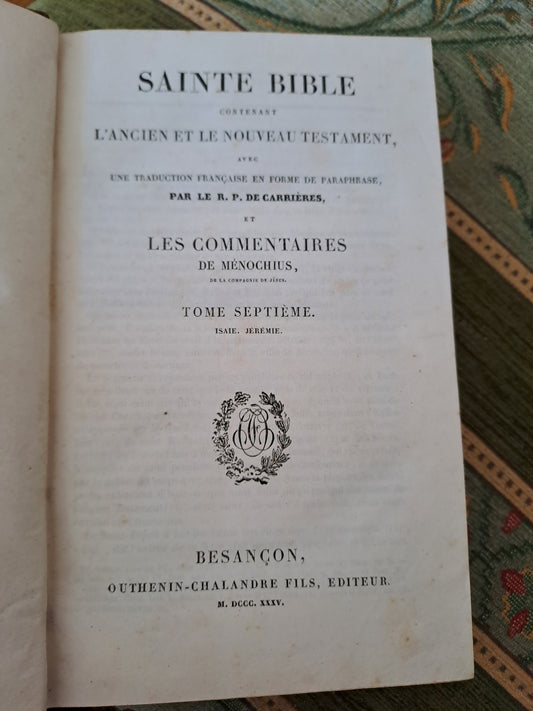 SAINTE BIBLE
CONTENANT
L'ANCIEN ET LE NOUVEAU TESTAMENT,
AVEC
UNE TRADUCTION FRANÇAISE EN FORME DE PARAPHRASE,
PAR LE R. P. DE CARRIÈRES,
ET
LES COMMENTAIRES
DE MÉNOCHIUS,
DE LA COMPAGNIE DE JÉSUS.
TOME SEPTIÈME.
ISAIE. JÉRÉMIE.
BESANÇON,
OUTHENIN-CHALANDRE FILS, EDITEUR.
M. DCCC. XXXV.